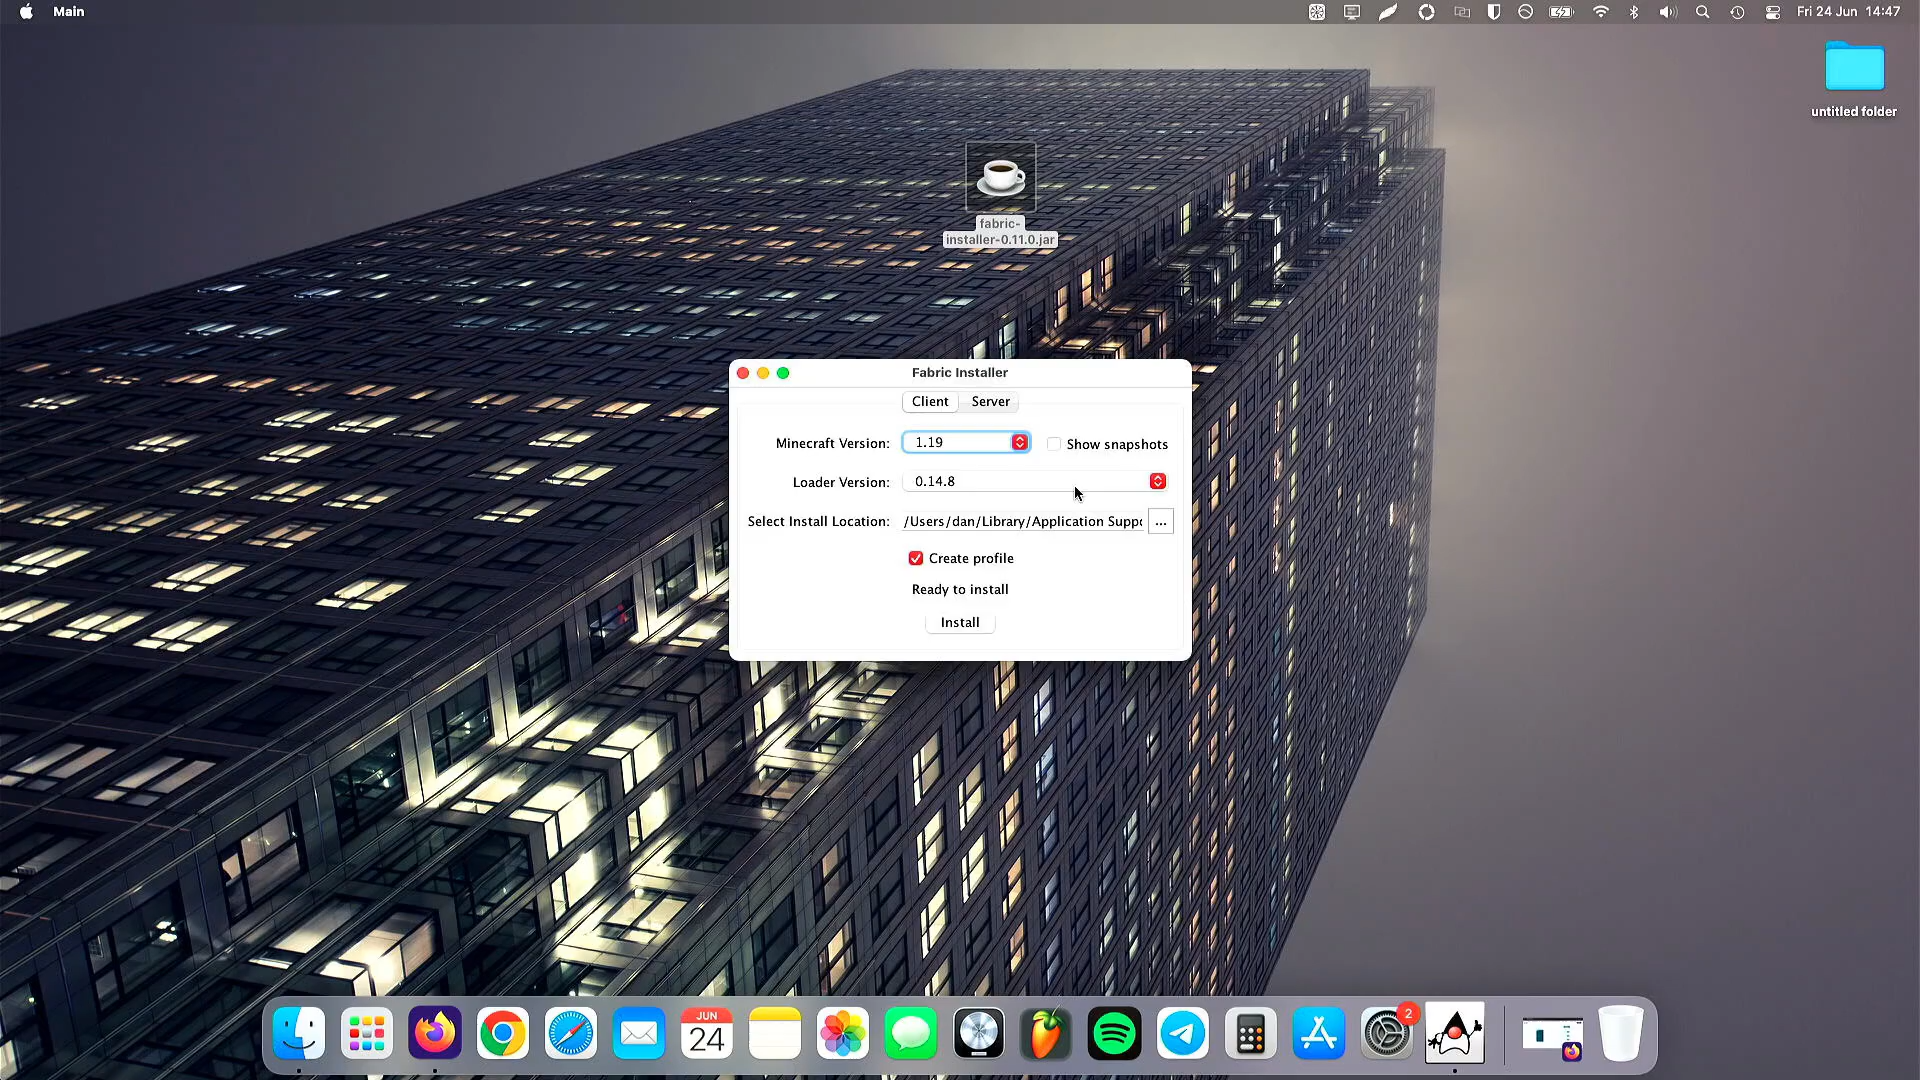 Main
Fri 24 Jun 14:47
untitled folder
fabric-
installer-0.11.0.jar
Fabric Installer
Client Server
Minecraft Version: 1.19 Show snapshots
Loader Version: 0.14.8
Select Install Location: /Users/dan/Library/Application Suppo ...
Create profile
Ready to install
Install
JUN
24
2